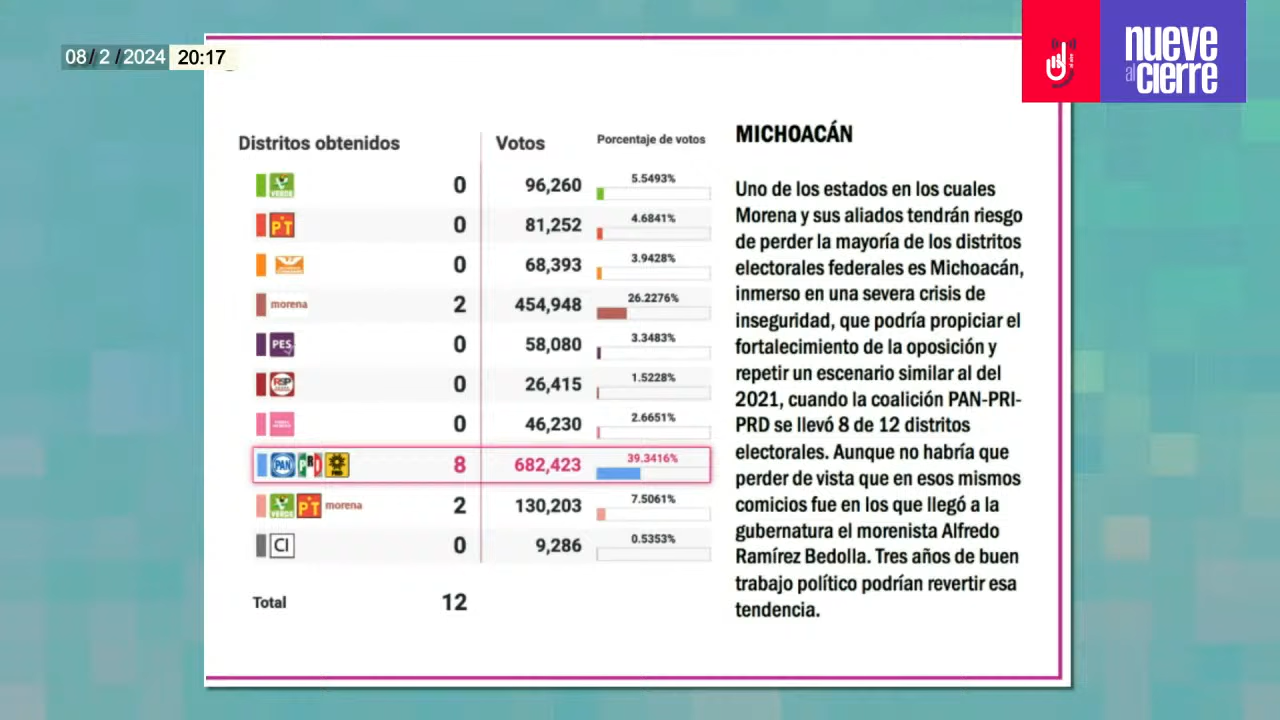 08/ 2 /2024 20:17
nueve
al cierre
Distritos obtenidos Votos Porcentaje de votos
VERDE 0 96,260 5.5493%
PT 0 81,252 4.6841%
0 68,393 3.9428%
morena 2 454,948 26.2276%
PES 0 58,080 3.3483%
RSP 0 26,415 1.5228%
0 46,230 2.6651%
PAN PRI PRD 8 682,423 39.3416%
VERDE PT morena 2 130,203 7.5061%
CI 0 9,286 0.5353%
Total 12
MICHOACÁN
Uno de los estados en los cuales
Morena y sus aliados tendrán riesgo
de perder la mayoría de los distritos
electorales federales es Michoacán,
inmerso en una severa crisis de
inseguridad, que podría propiciar el
fortalecimiento de la oposición y
repetir un escenario similar al del
2021, cuando la coalición PAN-PRI-
PRD se llevó 8 de 12 distritos
electorales. Aunque no habría que
perder de vista que en esos mismos
comicios fue en los que llegó a la
gubernatura el morenista Alfredo
Ramírez Bedolla. Tres años de buen
trabajo político podrían revertir esa
tendencia.